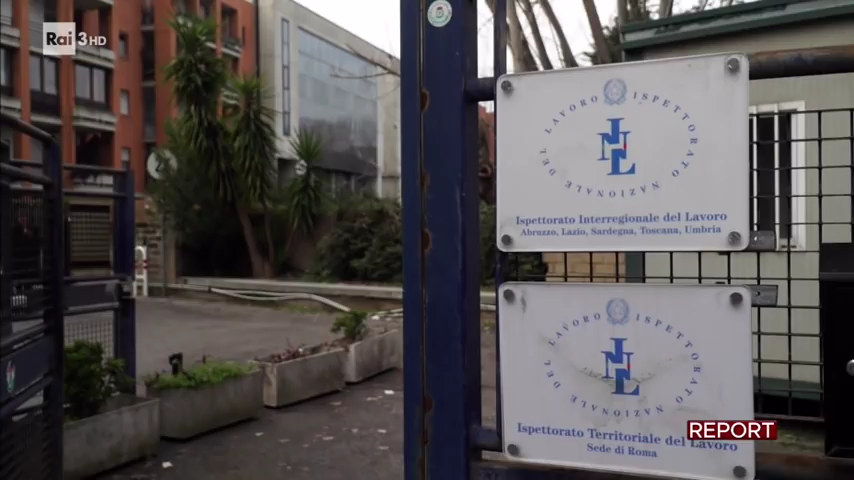 Rai 3 HD
ISPETTORATO NAZIONALE DEL LAVORO
INL
Ispettorato Interregionale del Lavoro
Abruzzo, Lazio, Sardegna, Toscana, Umbria
ISPETTORATO NAZIONALE DEL LAVORO
INL
Ispettorato Territoriale del Lavoro
Sede di Roma
REPORT